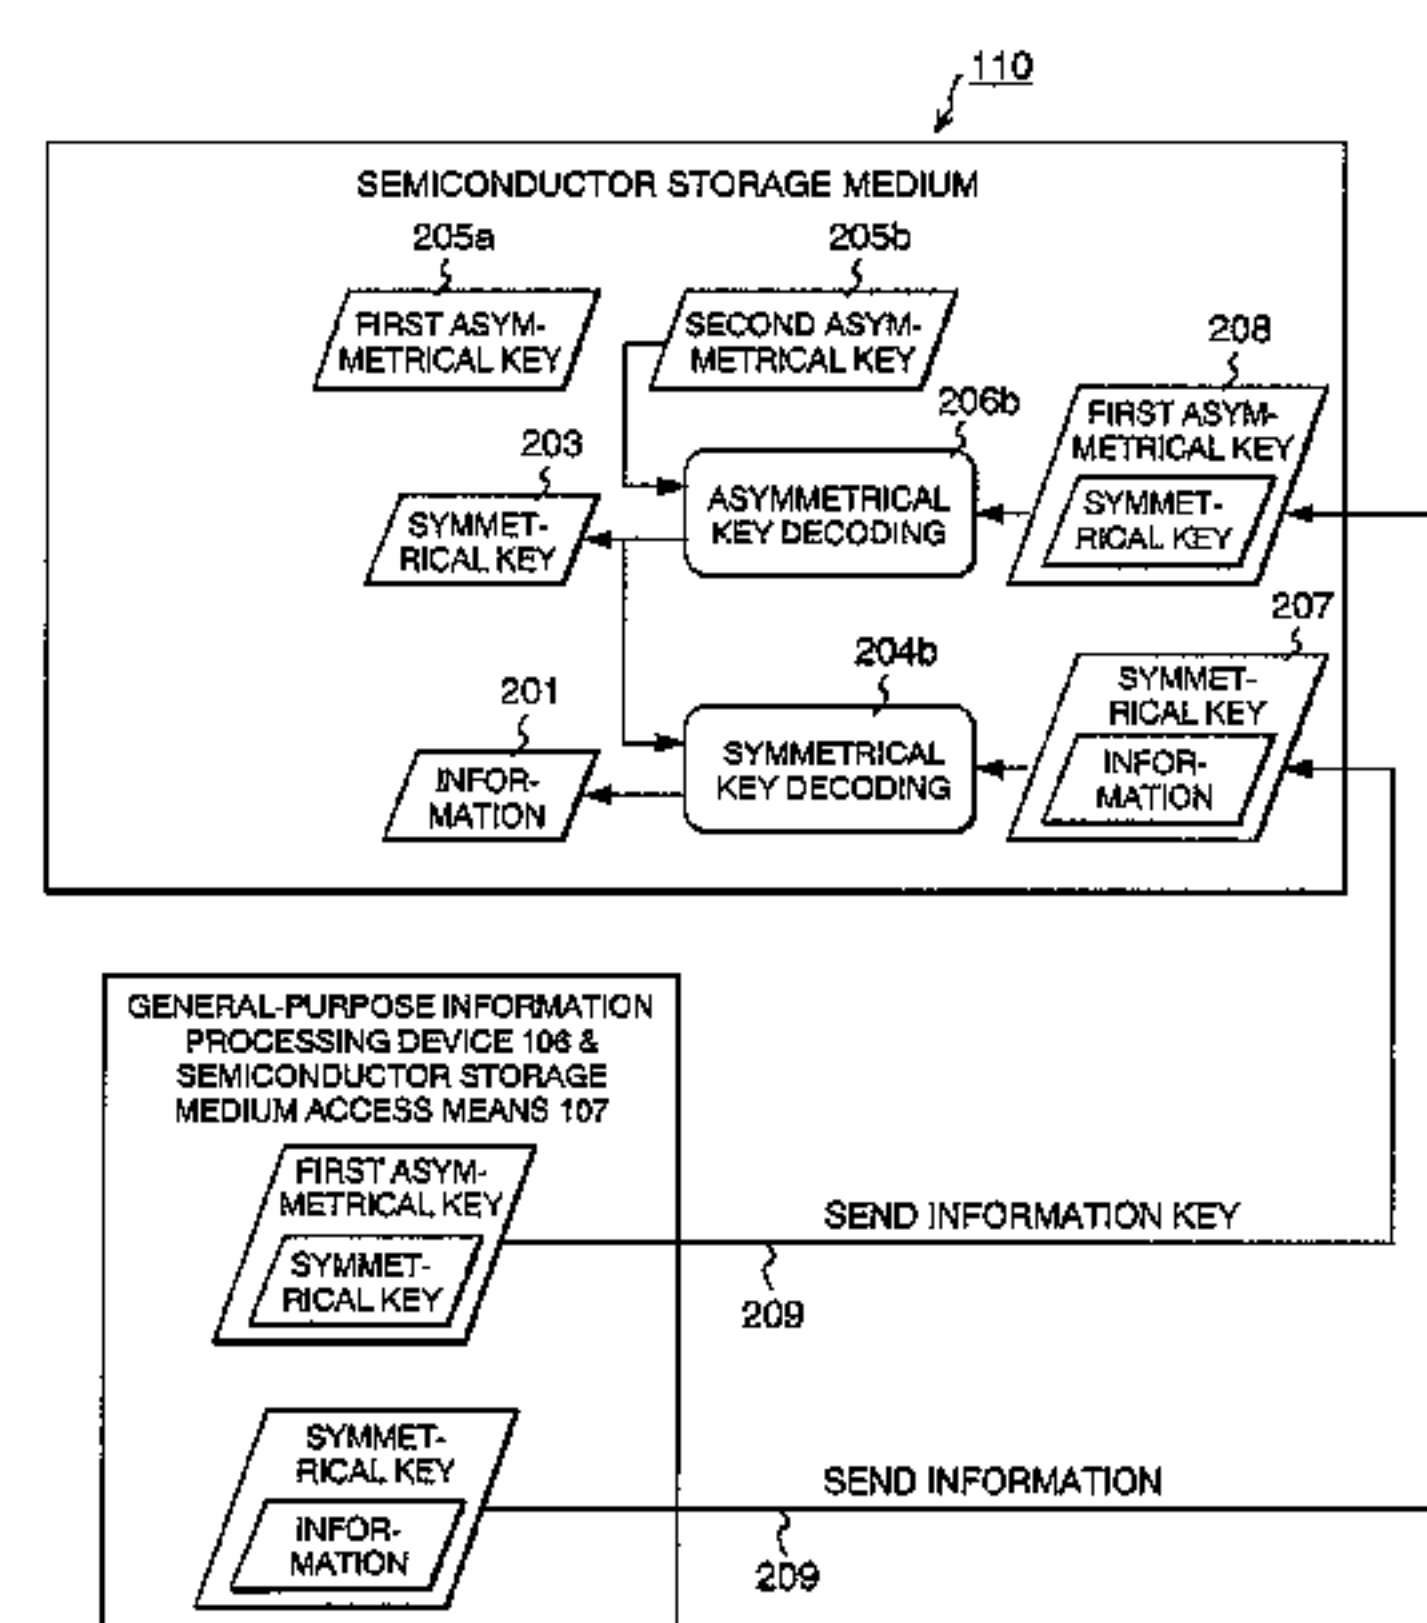 110
SEMICONDUCTOR STORAGE MEDIUM
205a
205b
FIRST ASYM-
METRICAL KEY
SECOND ASYM-
METRICAL KEY
208
FIRST ASYM-
METRICAL KEY
SYMMET-
RICAL KEY
206b
ASYMMETRICAL
KEY DECODING
203
SYMMET-
RICAL KEY
207
SYMMET-
RICAL KEY
INFOR-
MATION
204b
SYMMETRICAL
KEY DECODING
201
INFOR-
MATION
GENERAL-PURPOSE INFORMATION
PROCESSING DEVICE 106 &
SEMICONDUCTOR STORAGE
MEDIUM ACCESS MEANS 107
FIRST ASYM-
METRICAL KEY
SYMMET-
RICAL KEY
SEND INFORMATION KEY
209
SYMMET-
RICAL KEY
INFOR-
MATION
SEND INFORMATION
209